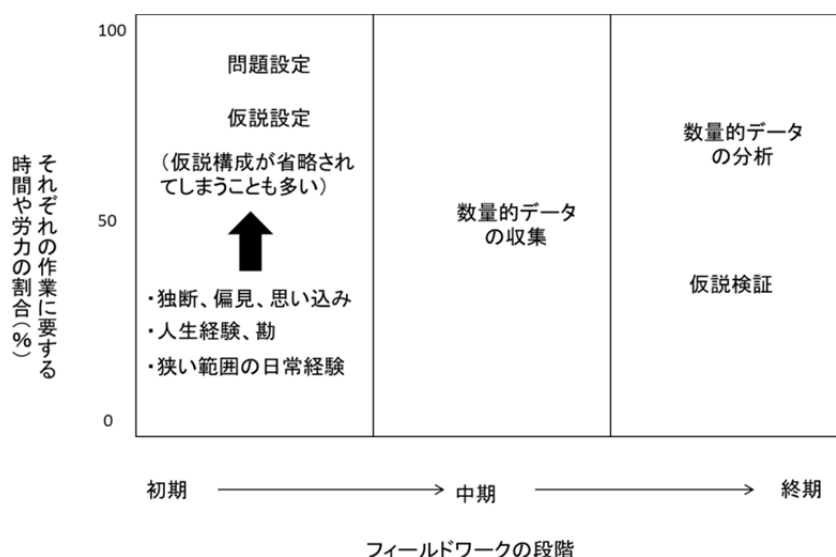 100
50
0
それぞれの作業に要する
時間や労力の割合(%)
問題設定
仮説設定
(仮説構成が省略され
てしまうことも多い)
・独断、偏見、思い込み
・人生経験、勘
・狭い範囲の日常経験
数量的データ
の収集
数量的データ
の分析
仮説検証
初期
中期
終期
フィールドワークの段階